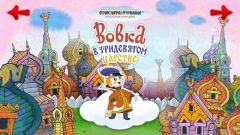 Вовка
в тридевятом
царстве